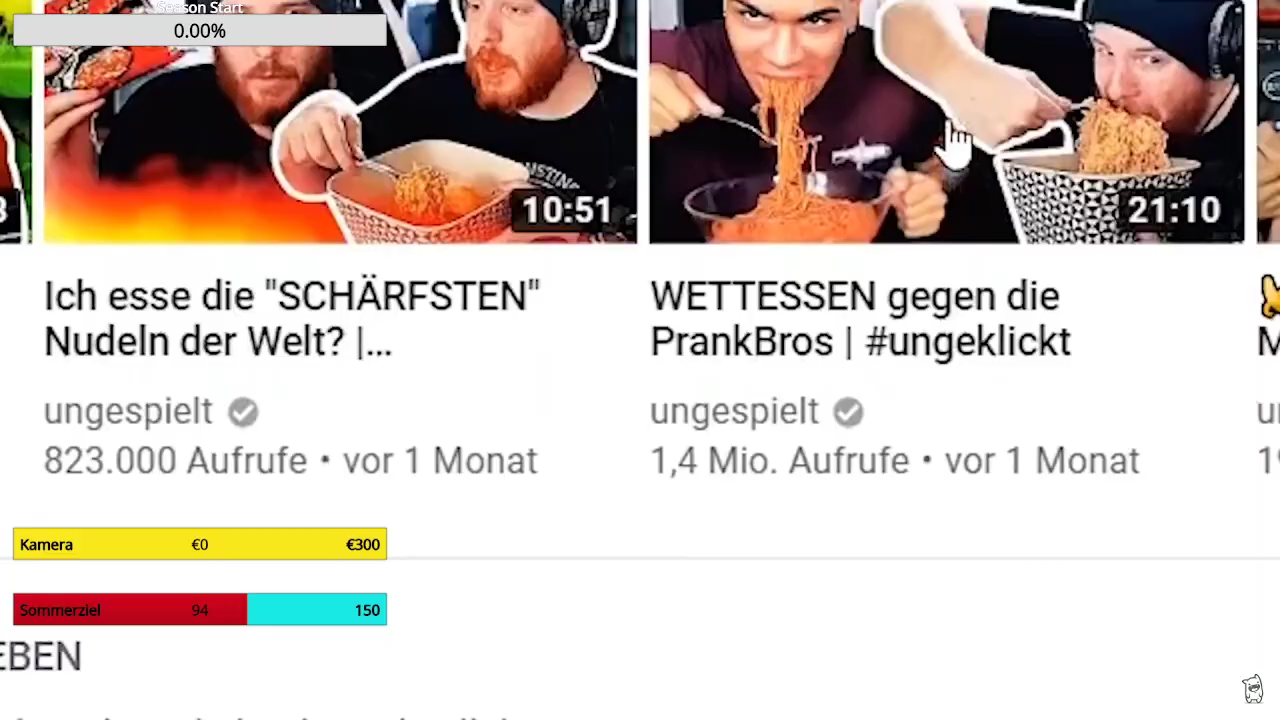 Season Start
0.00%
10:51
21:10
Ich esse die "SCHÄRFSTEN"
Nudeln der Welt? |...
ungespielt
823.000 Aufrufe • vor 1 Monat
WETTESSEN gegen die
PrankBros | #ungeklickt
ungespielt
1,4 Mio. Aufrufe • vor 1 Monat
Kamera €0 €300
Sommerziel 94 150
EBEN